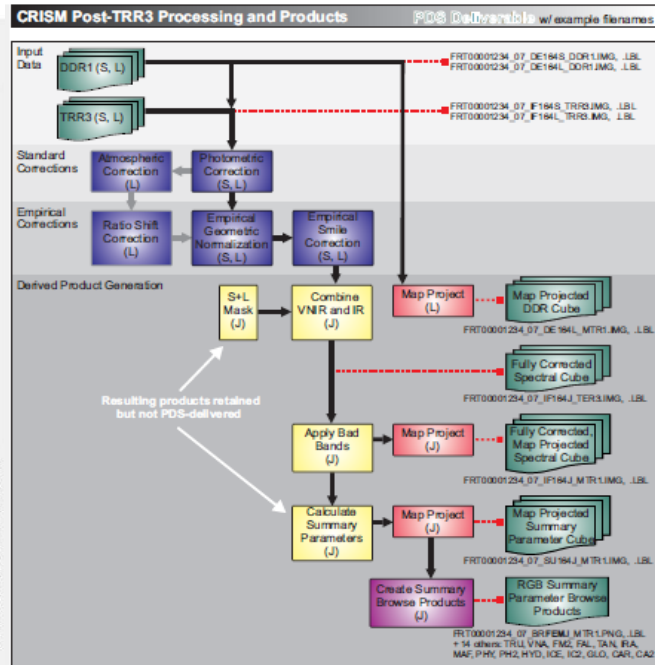 CRISM Post-TRR3 Processing and Products
PDS Deliverable w/ example filenames
Input
Data
DDR1 (S, L)
FRT00001234_07_DE164S_DDR1.IMG, .LBL
FRT00001234_07_DE164L_DDR1.IMG, .LBL
TRR3 (S, L)
FRT00001234_07_IF164S_TRR3.IMG, .LBL
FRT00001234_07_IF164L_TRR3.IMG, .LBL
Standard
Corrections
Atmospheric
Correction
(L)
Photometric
Correction
(S, L)
Empirical
Corrections
Ratio Shift
Correction
(L)
Empirical
Geometric
Normalization
(S, L)
Empirical
Smile
Correction
(S, L)
Derived Product Generation
S+L
Mask
(J)
Combine
VNIR and IR
(J)
Map Project
(L)
Map Projected
DDR Cube
FRT00001234_07_DE164L_MTR1.IMG, .LBL
Resulting products retained
but not PDS-delivered
Fully Corrected
Spectral Cube
FRT00001234_07_IF164J_TER3.IMG, .LBL
Apply Bad
Bands
(J)
Map Project
(J)
Fully Corrected,
Map Projected
Spectral Cube
FRT00001234_07_IF164J_MTR1.IMG, .LBL
Calculate
Summary
Parameters
(J)
Map Project
(J)
Map Projected
Summary
Parameter Cube
FRT00001234_07_SU164J_MTR1.IMG, .LBL
Create Summary
Browse Products
(J)
RGB Summary
Parameter Browse
Products
FRT00001234_07_BRFEMJ_MTR1.PNG, .LBL
+ 14 others: TRU, VNA, FM2, FAL, TAN, IRA,
MAF, PHY, PH2, HYD, ICE, IC2, GLO, CAR, CA2